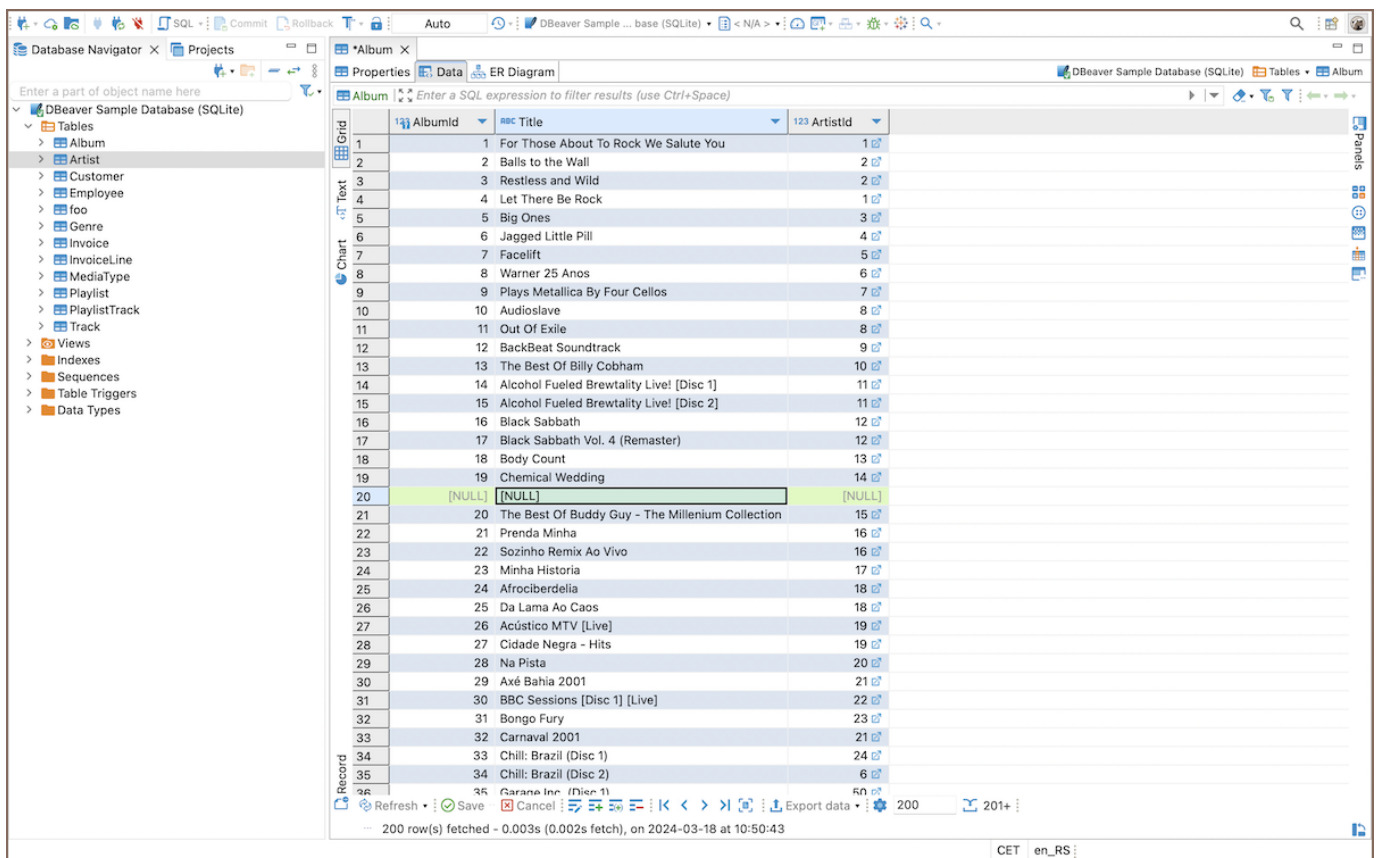 SQL Commit Rollback Auto DBeaver Sample ... base (SQLite) < N/A >
Database Navigator Projects
Enter a part of object name here
DBeaver Sample Database (SQLite)
Tables
Album
Artist
Customer
Employee
foo
Genre
Invoice
InvoiceLine
MediaType
Playlist
PlaylistTrack
Track
Views
Indexes
Sequences
Table Triggers
Data Types
*Album
Properties Data ER Diagram DBeaver Sample Database (SQLite) Tables Album
Album Enter a SQL expression to filter results (use Ctrl+Space)
Grid
Text
Chart
Record
Panels
123 AlbumId ABC Title 123 ArtistId
1 1 For Those About To Rock We Salute You 1
2 2 Balls to the Wall 2
3 3 Restless and Wild 2
4 4 Let There Be Rock 1
5 5 Big Ones 3
6 6 Jagged Little Pill 4
7 7 Facelift 5
8 8 Warner 25 Anos 6
9 9 Plays Metallica By Four Cellos 7
10 10 Audioslave 8
11 11 Out Of Exile 8
12 12 BackBeat Soundtrack 9
13 13 The Best Of Billy Cobham 10
14 14 Alcohol Fueled Brewtality Live! [Disc 1] 11
15 15 Alcohol Fueled Brewtality Live! [Disc 2] 11
16 16 Black Sabbath 12
17 17 Black Sabbath Vol. 4 (Remaster) 12
18 18 Body Count 13
19 19 Chemical Wedding 14
20 [NULL] [NULL] [NULL]
21 20 The Best Of Buddy Guy - The Millenium Collection 15
22 21 Prenda Minha 16
23 22 Sozinho Remix Ao Vivo 16
24 23 Minha Historia 17
25 24 Afrociberdelia 18
26 25 Da Lama Ao Caos 18
27 26 Acústico MTV [Live] 19
28 27 Cidade Negra - Hits 19
29 28 Na Pista 20
30 29 Axé Bahia 2001 21
31 30 BBC Sessions [Disc 1] [Live] 22
32 31 Bongo Fury 23
33 32 Carnaval 2001 21
34 33 Chill: Brazil (Disc 1) 24
35 34 Chill: Brazil (Disc 2) 6
36 35 Garage Inc. (Disc 1) 50
Refresh Save Cancel Export data 200 201+
200 row(s) fetched - 0.003s (0.002s fetch), on 2024-03-18 at 10:50:43
CET en_RS